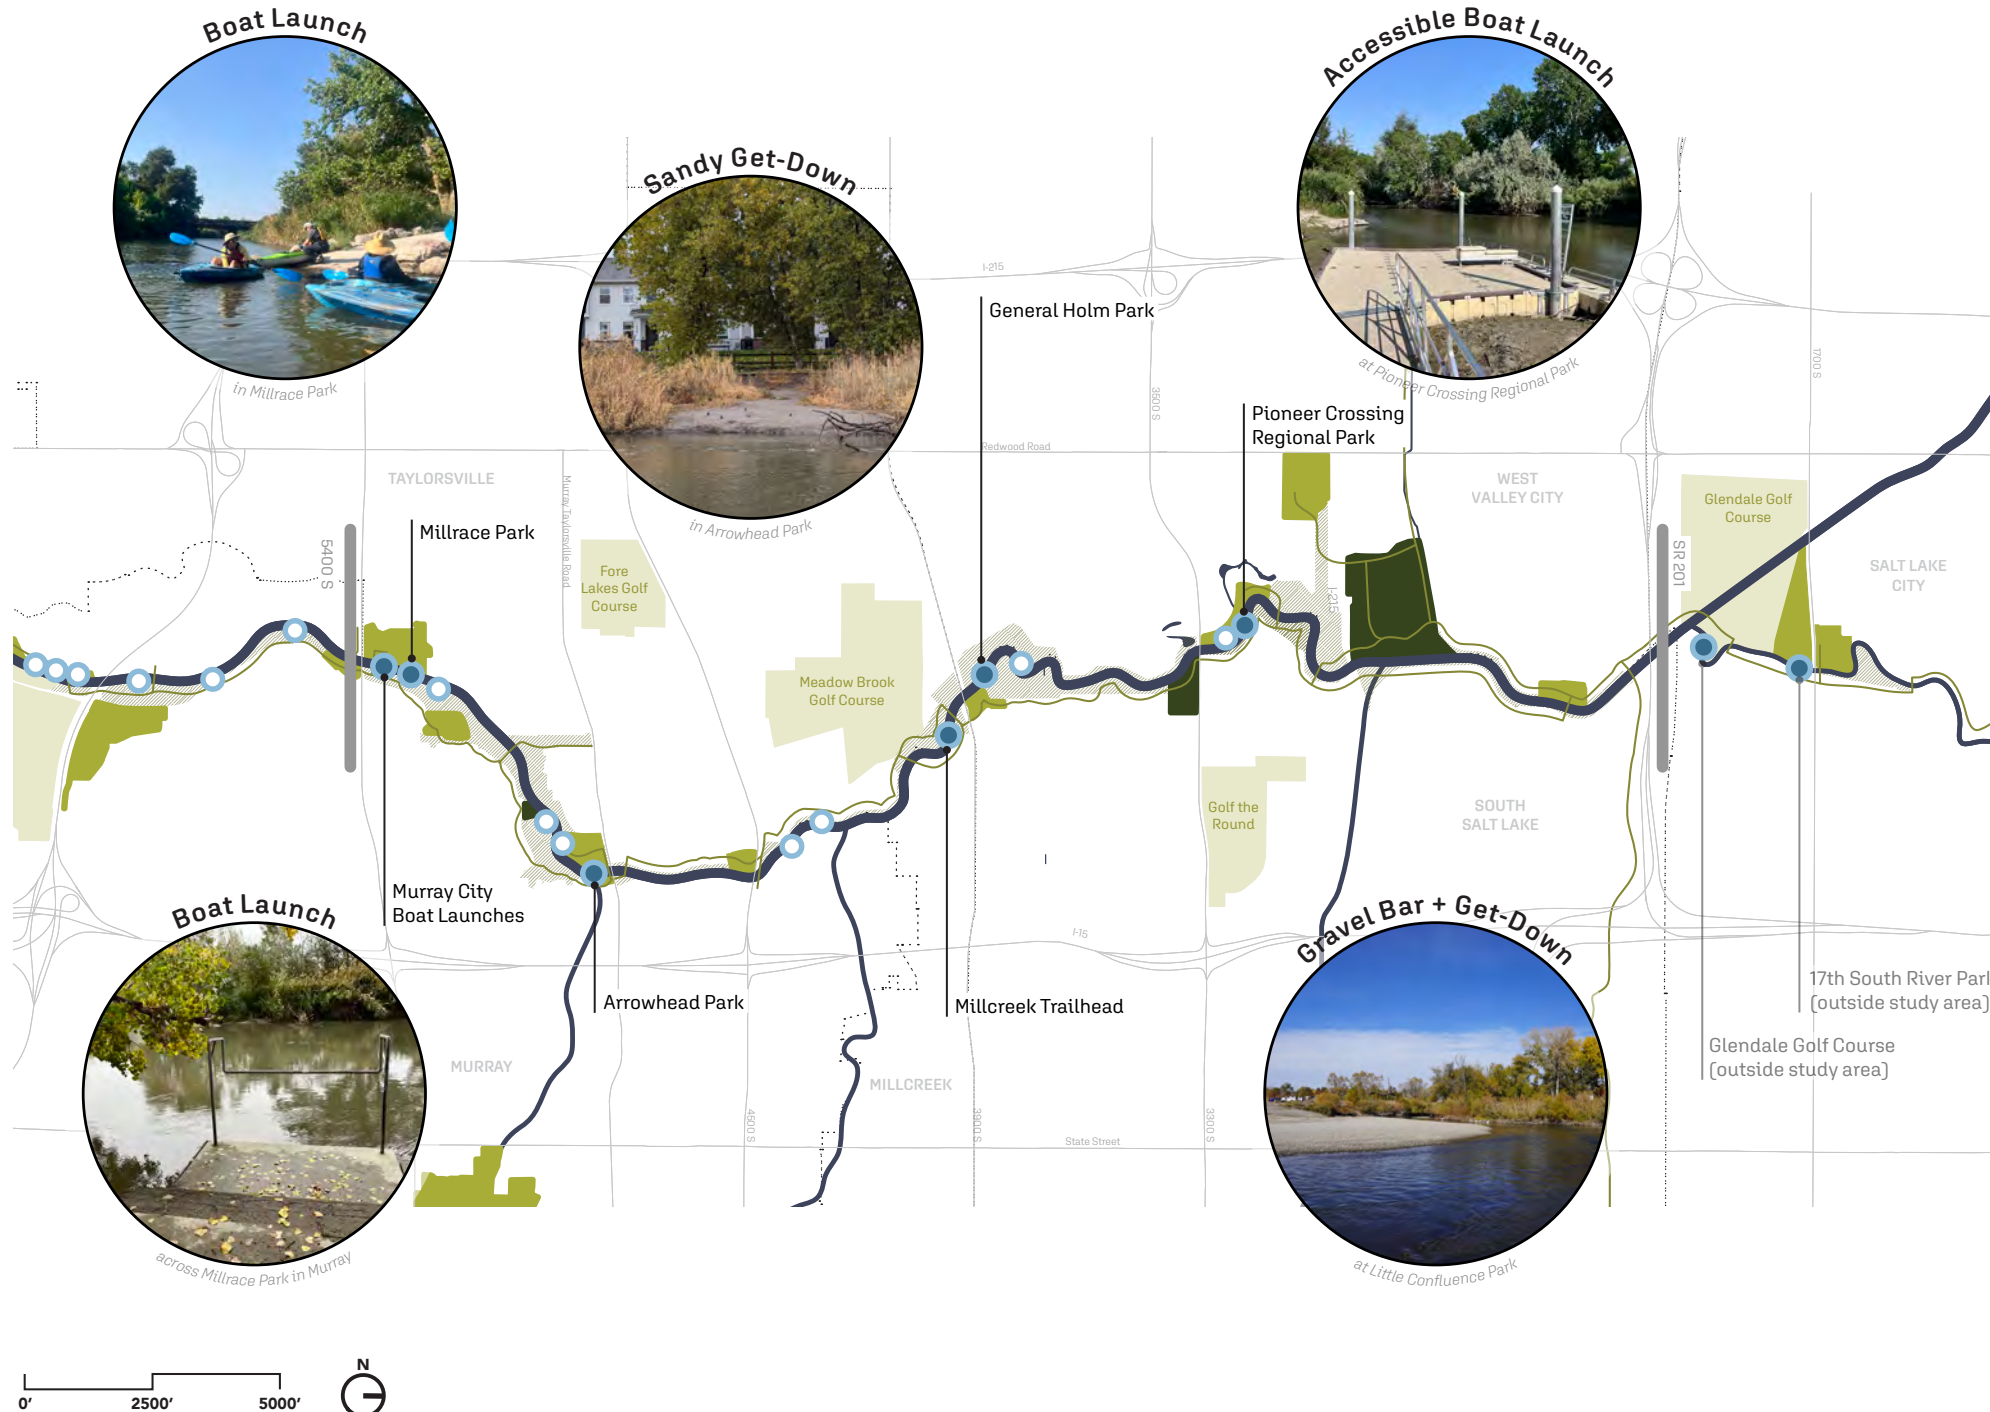 Boat Launch
in Millrace Park
Sandy Get-Down
in Arrowhead Park
Accessible Boat Launch
at Pioneer Crossing Regional Park
I-215
General Holm Park
3500 S
1700 S
Pioneer Crossing
Regional Park
Redwood Road
TAYLORSVILLE
Murray Taylorsville Road
WEST
VALLEY CITY
Glendale Golf
Course
Millrace Park
5400 S
Fore
Lakes Golf
Course
I-215
SR 201
SALT LAKE
CITY
Meadow Brook
Golf Course
Golf the
Round
SOUTH
SALT LAKE
Murray City
Boat Launches
Boat Launch
across Millrace Park in Murray
I-15
Gravel Bar + Get-Down
at Little Confluence Park
Arrowhead Park
Millcreek Trailhead
17th South River Park
(outside study area)
Glendale Golf Course
(outside study area)
MURRAY
MILLCREEK
4500 S
3900 S
State Street
3300 S
0' 2500' 5000'
N